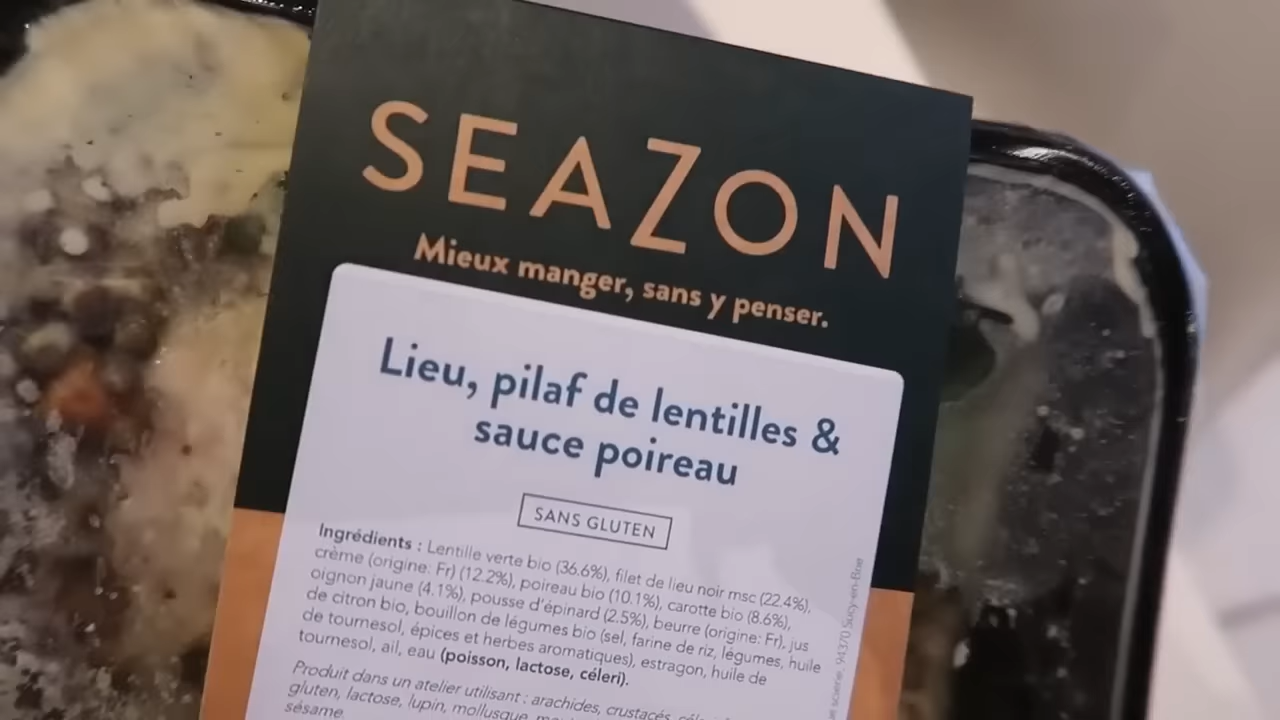 SEAZON
Mieux manger, sans y penser.
Lieu, pilaf de lentilles &
sauce poireau
SANS GLUTEN
Ingrédients : Lentille verte bio (36.6%), filet de lieu noir msc (22.4%),
crème (origine: Fr) (12.2%), poireau bio (10.1%), carotte bio (8.6%),
oignon jaune (4.1%), pousse d'épinard (2.5%), beurre (origine: Fr), jus
de citron bio, bouillon de légumes bio (sel, farine de riz, légumes, huile
de tournesol, épices et herbes aromatiques), estragon, huile de
tournesol, ail, eau (poisson, lactose, céleri).
Produit dans un atelier utilisant : arachides, crustacés,
gluten, lactose, lupin, mollusque,
sésame
94370 Sucy-en-Brie